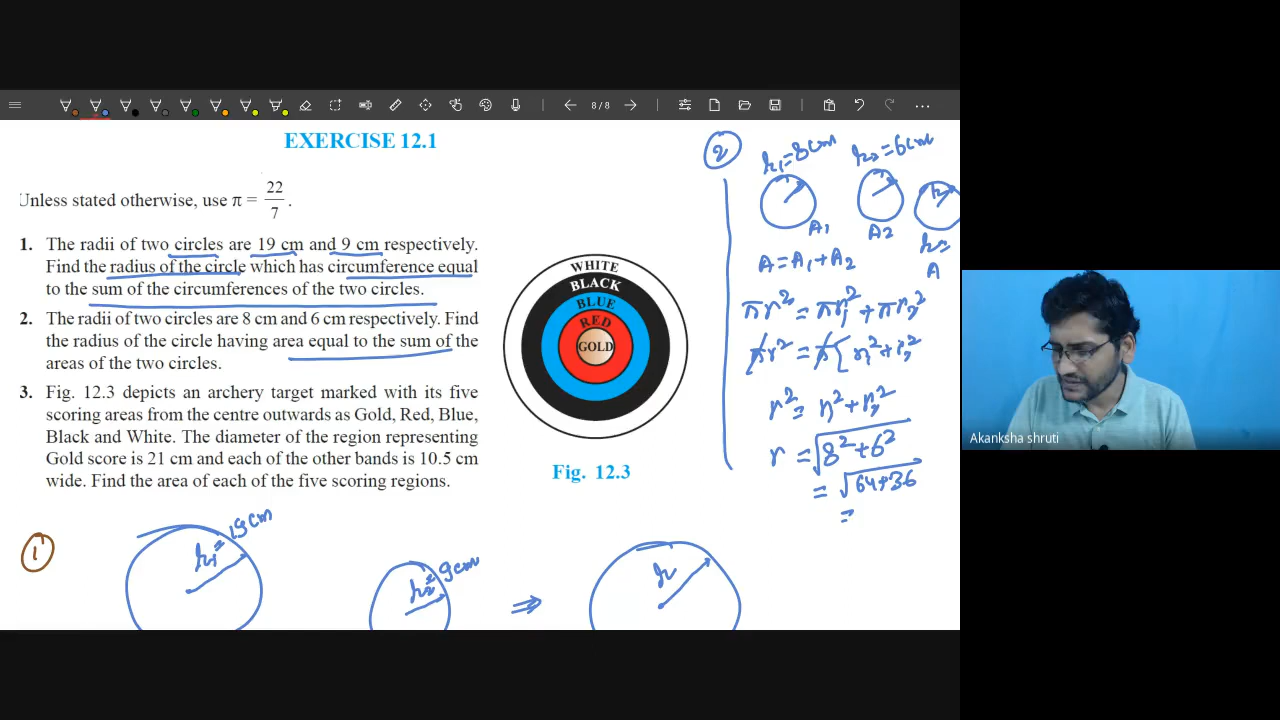 8/8
EXERCISE 12.1
Unless stated otherwise, use π = 22/7.
1. The radii of two circles are 19 cm and 9 cm respectively.
Find the radius of the circle which has circumference equal
to the sum of the circumferences of the two circles.
2. The radii of two circles are 8 cm and 6 cm respectively. Find
the radius of the circle having area equal to the sum of the
areas of the two circles.
3. Fig. 12.3 depicts an archery target marked with its five
scoring areas from the centre outwards as Gold, Red, Blue,
Black and White. The diameter of the region representing
Gold score is 21 cm and each of the other bands is 10.5 cm
wide. Find the area of each of the five scoring regions.
WHITE
BLACK
BLUE
RED
GOLD
Fig. 12.3
2
r₁=8cm r₂=6cm
r
A₁ A₂ r=
A
A=A₁+A₂
πr²=πr₁²+πr₂²
πr²=π(r₁²+r₂²
r²=r₁²+r₂²
r=√8²+6²
=√64+36
=
1
r₁=19cm
r₂=9cm
⇒
r
Akanksha shruti